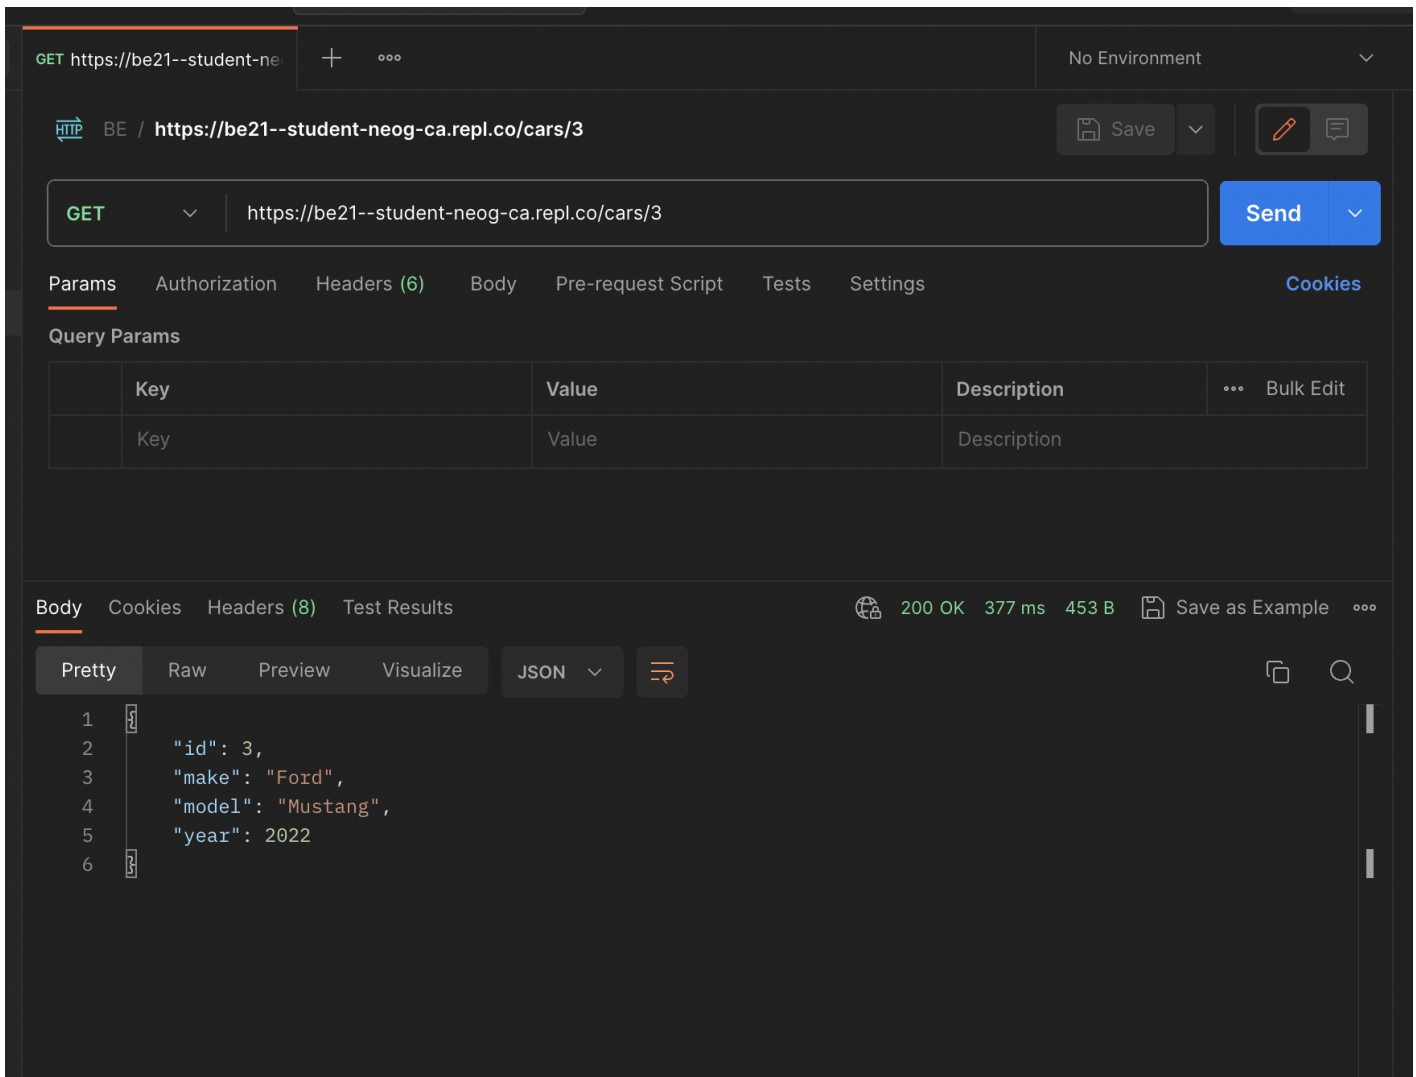 GET https://be21--student-ne
No Environment
HTTP BE / https://be21--student-neog-ca.repl.co/cars/3
Save
GET https://be21--student-neog-ca.repl.co/cars/3
Send
Params Authorization Headers (6) Body Pre-request Script Tests Settings Cookies
Query Params
Key Value Description Bulk Edit
Key Value Description
Body Cookies Headers (8) Test Results 200 OK 377 ms 453 B Save as Example
Pretty Raw Preview Visualize JSON
1 {
2 "id": 3,
3 "make": "Ford",
4 "model": "Mustang",
5 "year": 2022
6 }